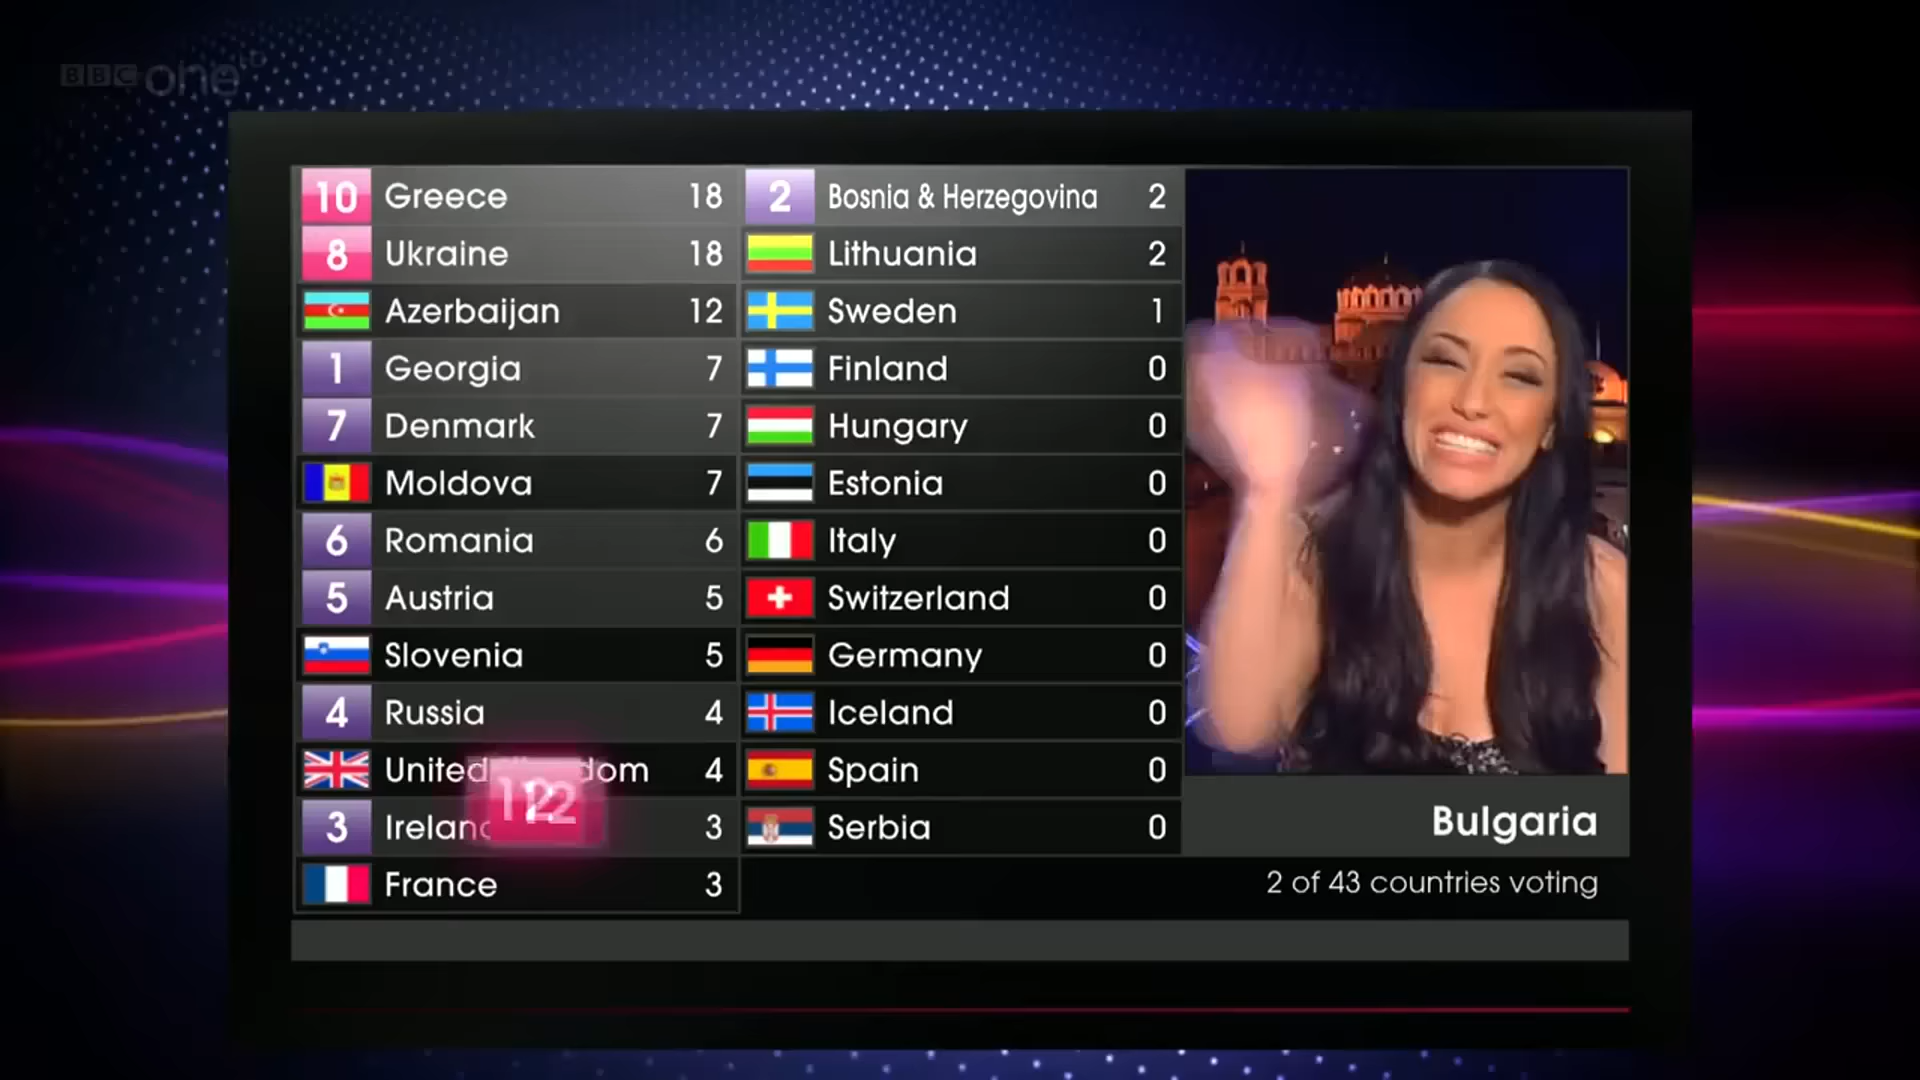 BBC one HD
10 Greece 18
8 Ukraine 18
Azerbaijan 12
1 Georgia 7
7 Denmark 7
Moldova 7
6 Romania 6
5 Austria 5
Slovenia 5
4 Russia 4
United 4
3 3
France 3
2 Bosnia & Herzegovina 2
Lithuania 2
Sweden 1
Finland 0
Hungary 0
Estonia 0
Italy 0
Switzerland 0
Germany 0
Iceland 0
Spain 0
Serbia 0
12
Bulgaria
2 of 43 countries voting